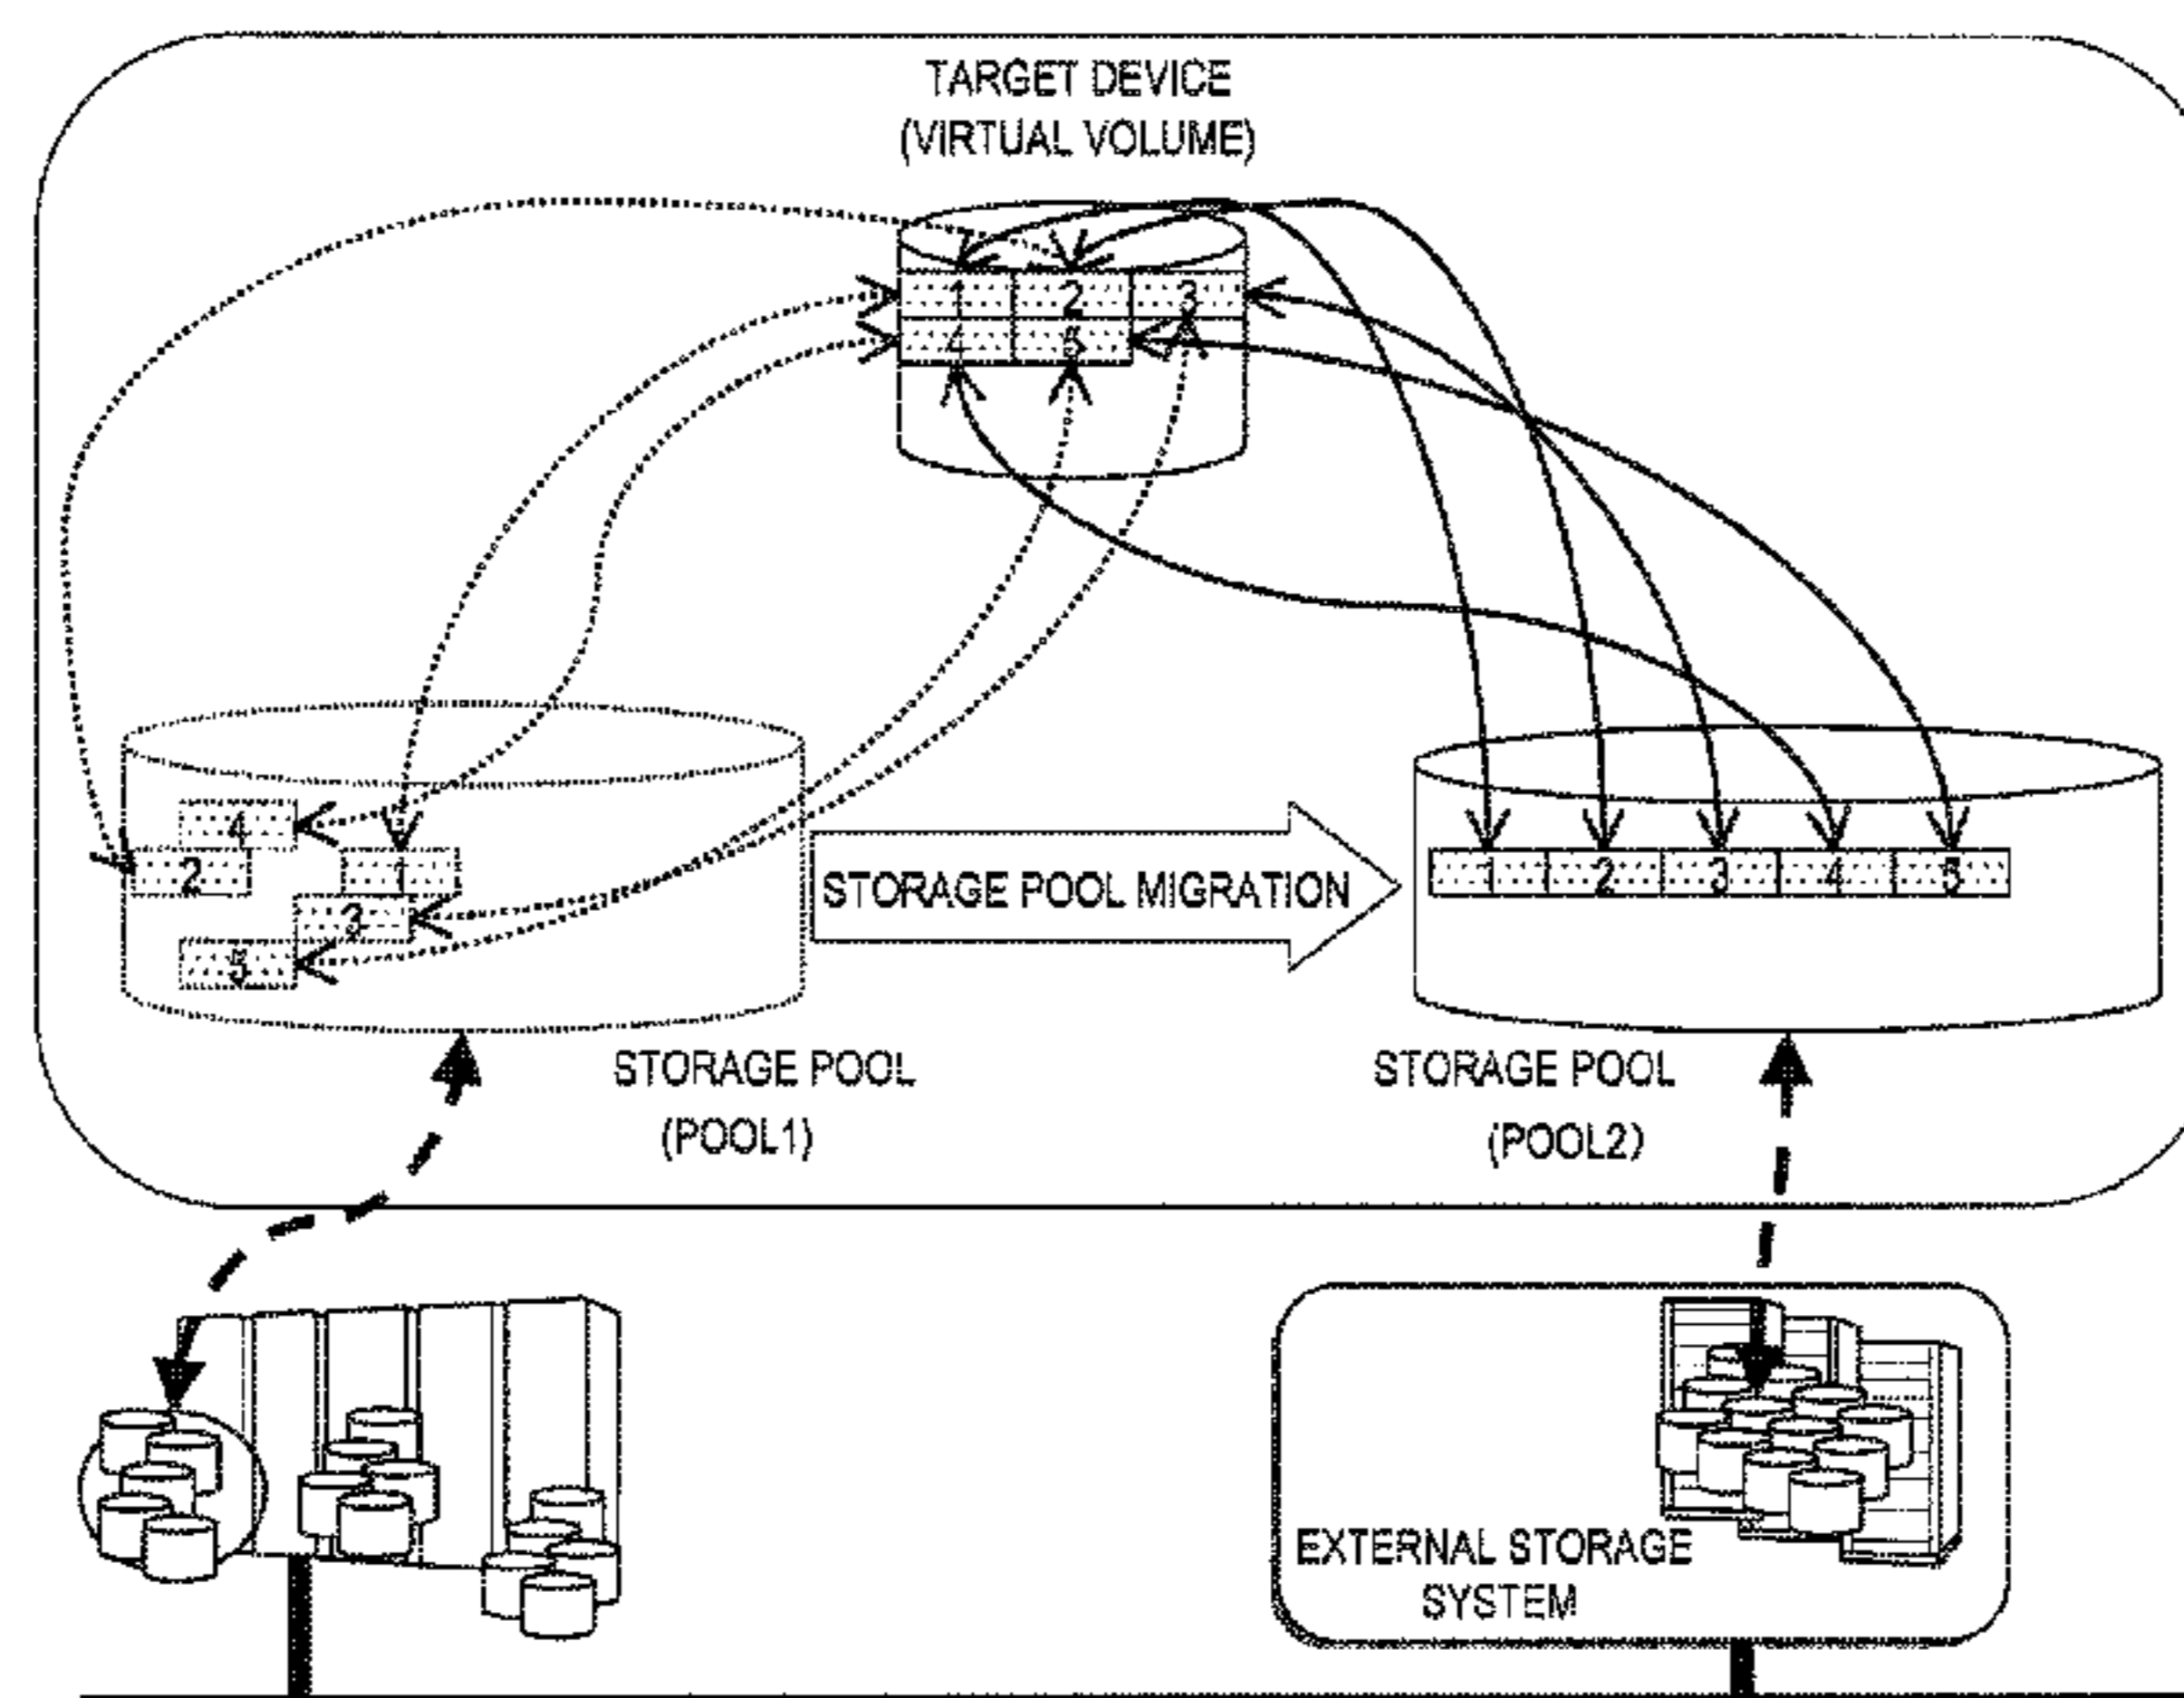 TARGET DEVICE
(VIRTUAL VOLUME)
1 2 3
4 5
4
2 1
3
5
STORAGE POOL MIGRATION
1 2 3 4 5
STORAGE POOL
(POOL1)
STORAGE POOL
(POOL2)
EXTERNAL STORAGE
SYSTEM